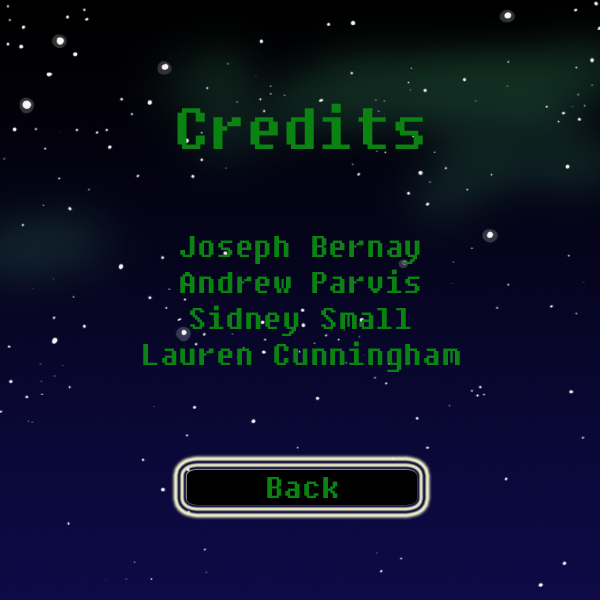 Credits
Joseph Bernay
Andrew Parvis
Sidney Small
Lauren Cunningham
Back